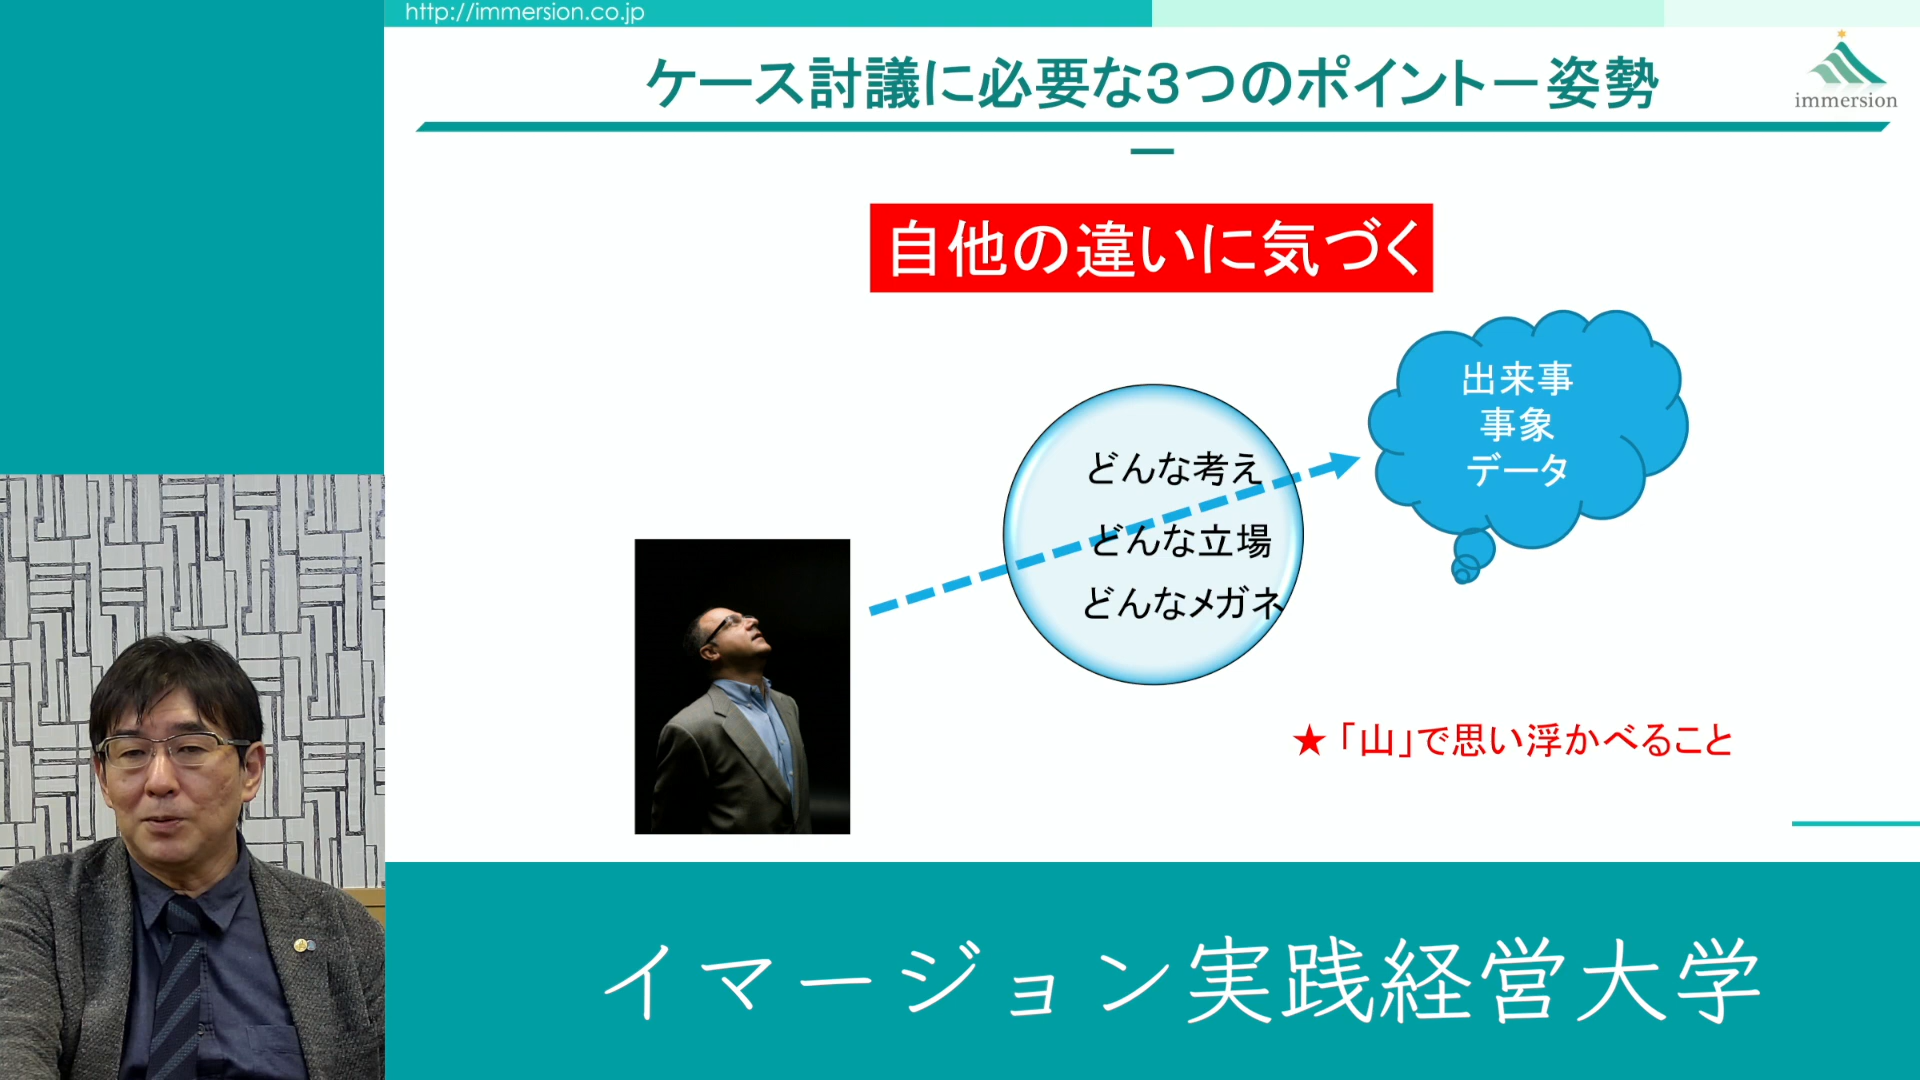 http://immersion.co.jp
ケース討議に必要な３つのポイント－姿勢
－
immersion
自他の違いに気づく
出来事
事象
データ
どんな考え
どんな立場
どんなメガネ
★「山」で思い浮かべること
イマージョン実践経営大学